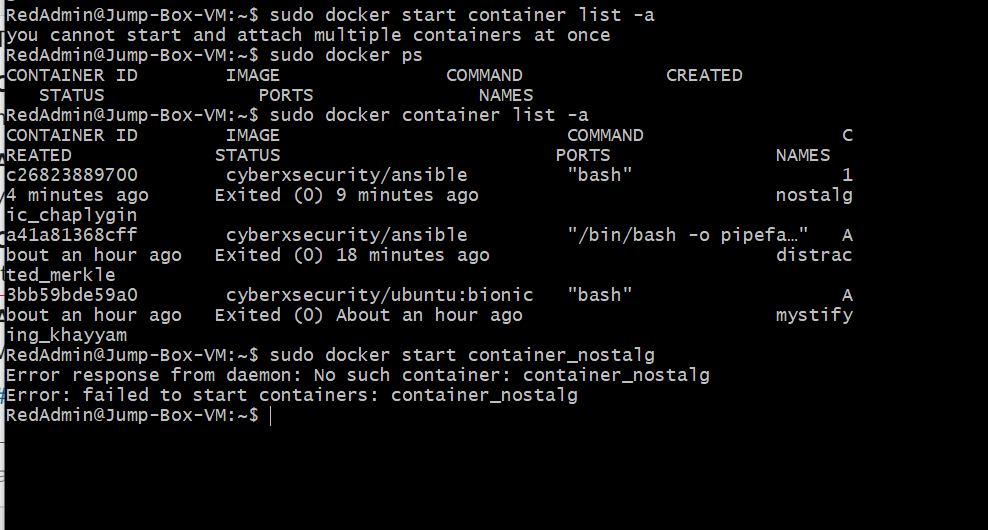 RedAdmin@Jump-Box-VM:~$ sudo docker start container list -a
you cannot start and attach multiple containers at once
RedAdmin@Jump-Box-VM:~$ sudo docker ps
CONTAINER ID        IMAGE               COMMAND             CREATED
   STATUS              PORTS               NAMES
RedAdmin@Jump-Box-VM:~$ sudo docker container list -a
CONTAINER ID        IMAGE                          COMMAND                  C
REATED             STATUS                         PORTS               NAMES
c26823889700        cyberxsecurity/ansible         "bash"                   1
4 minutes ago      Exited (0) 9 minutes ago                           nostalg
ic_chaplygin
a41a81368cff        cyberxsecurity/ansible         "/bin/bash -o pipefa…"   A
bout an hour ago   Exited (0) 18 minutes ago                          distrac
ted_merkle
3bb59bde59a0        cyberxsecurity/ubuntu:bionic   "bash"                   A
bout an hour ago   Exited (0) About an hour ago                       mystify
ing_khayyam
RedAdmin@Jump-Box-VM:~$ sudo docker start container_nostalg
Error response from daemon: No such container: container_nostalg
Error: failed to start containers: container_nostalg
RedAdmin@Jump-Box-VM:~$